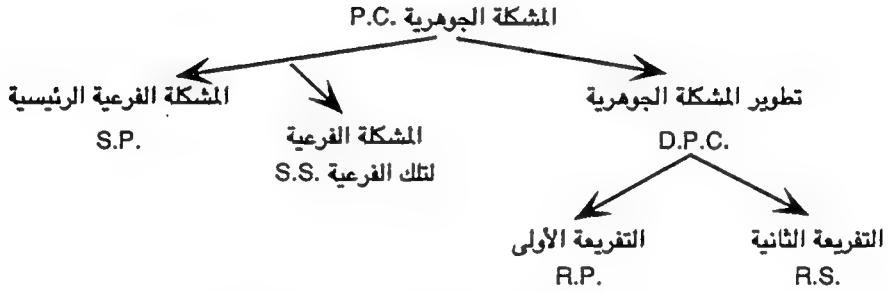 المشكلة الجوهرية .P.C
تطوير المشكلة الجوهرية
D.P.C.
المشكلة الفرعية الرئيسية
S.P.
المشكلة الفرعية
لتلك الفرعية .S.S
التفريعة الأولى
R.P.
التفريعة الثانية
R.S.